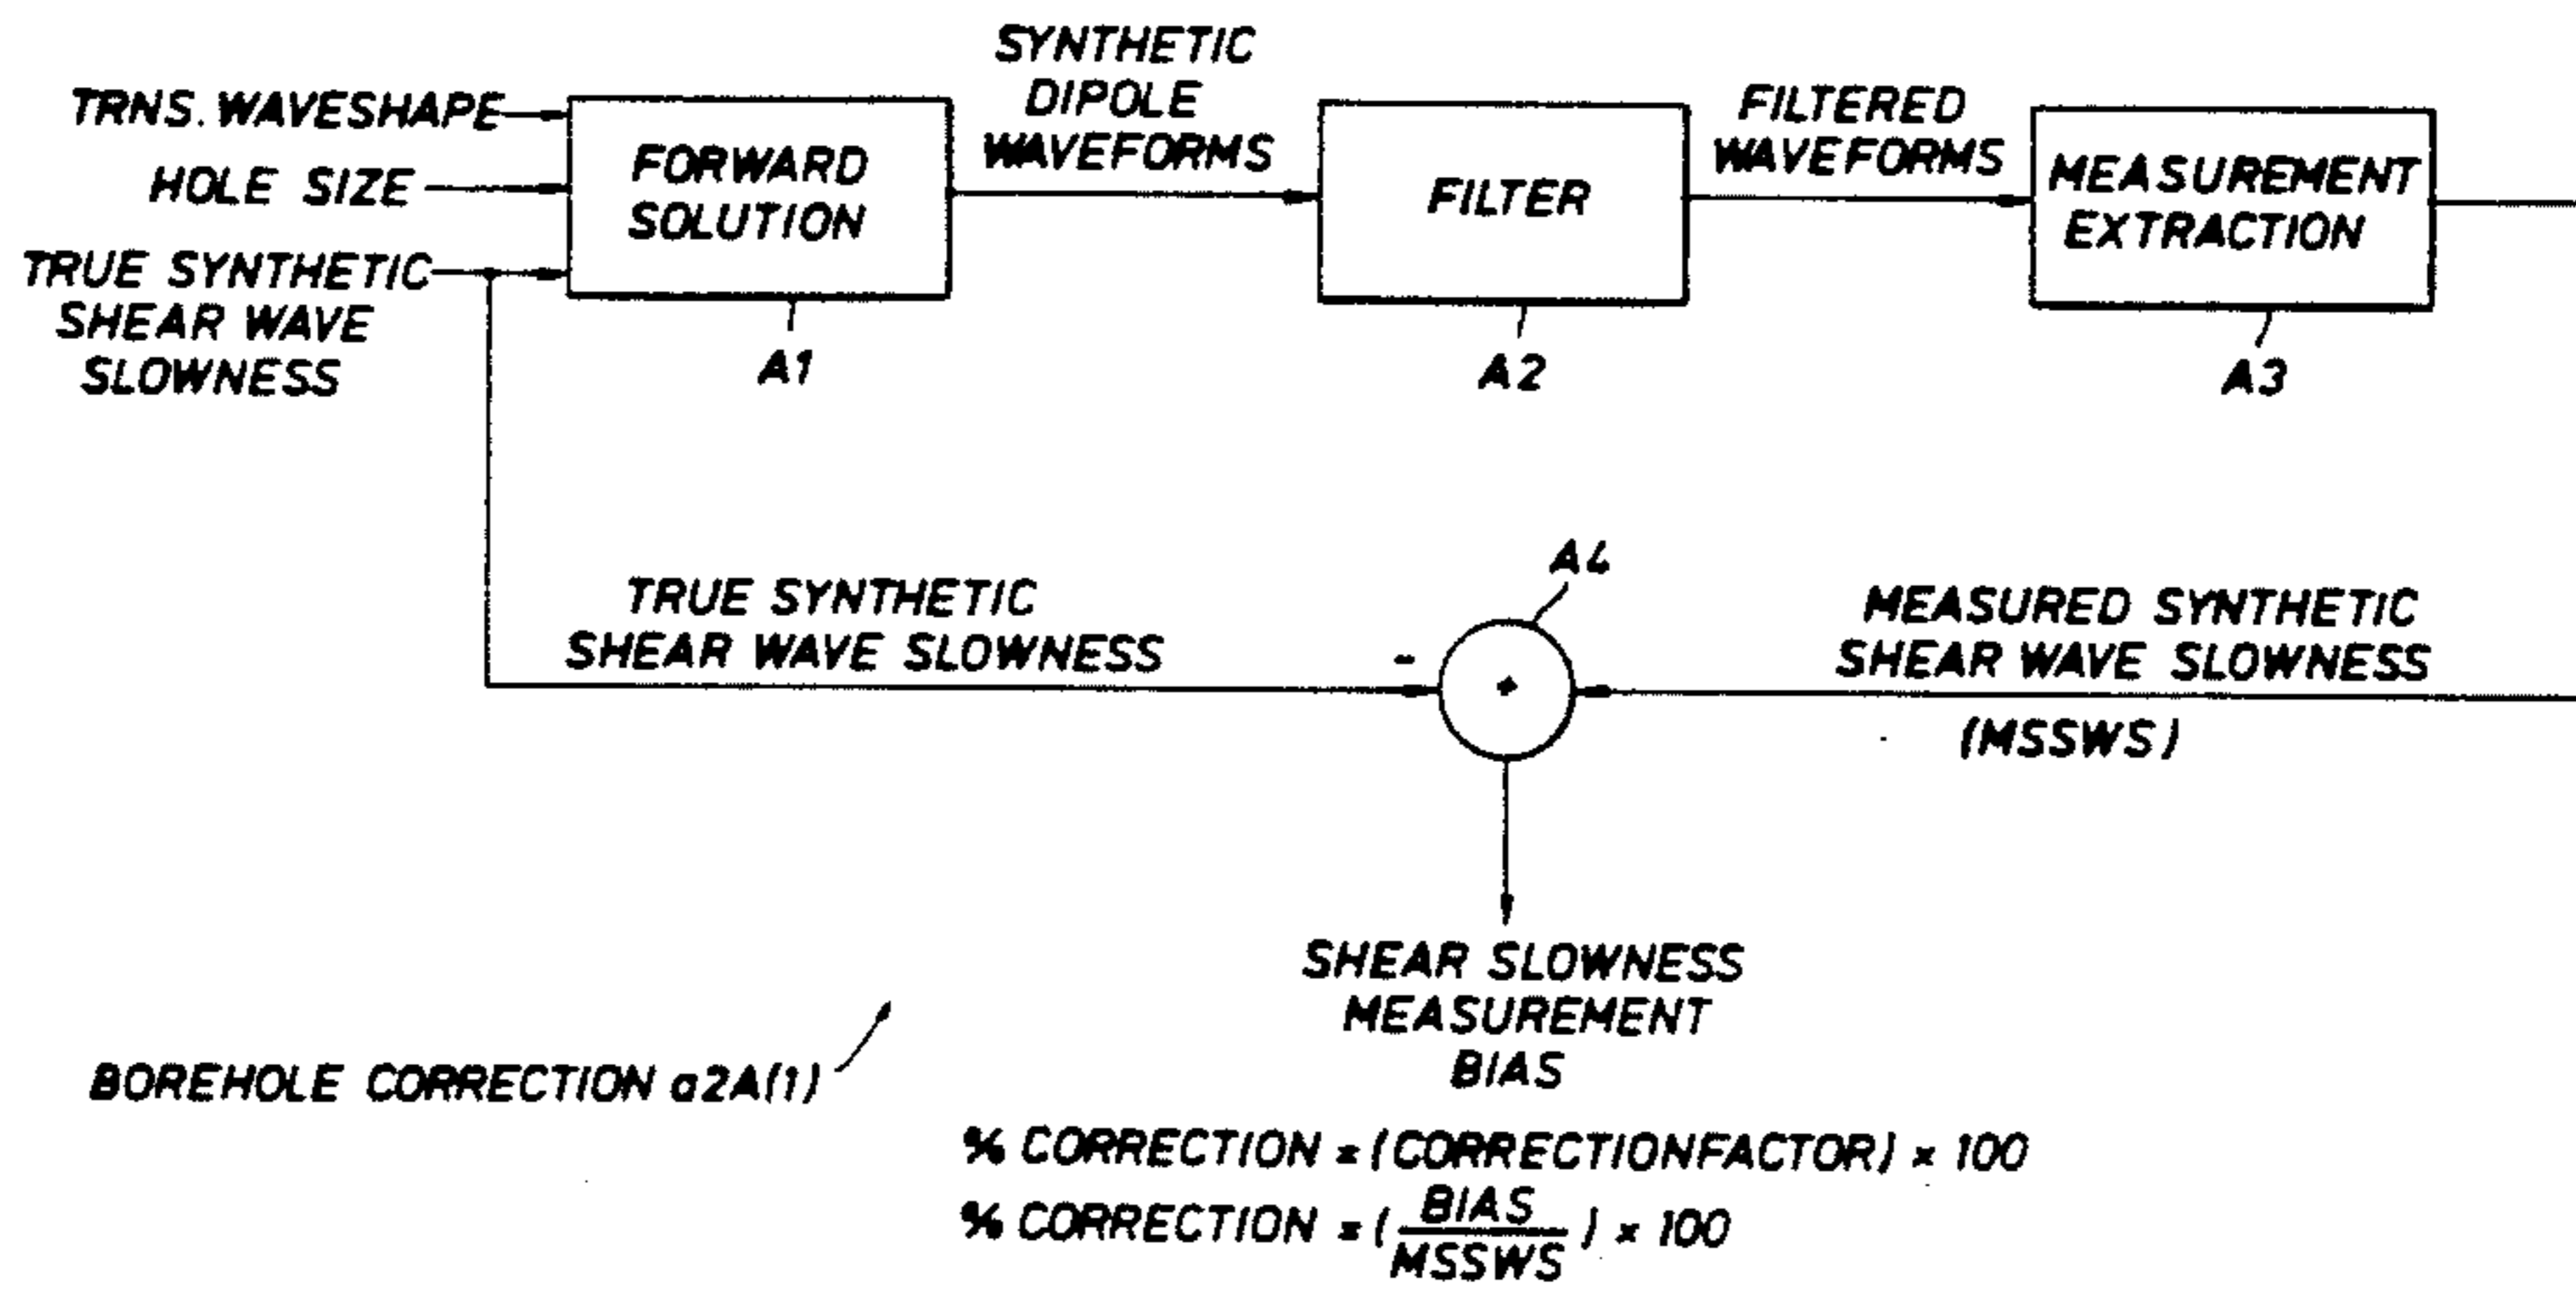 TRNS. WAVESHAPE
HOLE SIZE
TRUE SYNTHETIC
SHEAR WAVE
SLOWNESS
FORWARD
SOLUTION
A1
SYNTHETIC
DIPOLE
WAVEFORMS
FILTER
A2
FILTERED
WAVEFORMS
MEASUREMENT
EXTRACTION
A3
TRUE SYNTHETIC
SHEAR WAVE SLOWNESS
-
+
A4
MEASURED SYNTHETIC
SHEAR WAVE SLOWNESS
(MSSWS)
SHEAR SLOWNESS
MEASUREMENT
BIAS
BOREHOLE CORRECTION a2A(1)
% CORRECTION = (CORRECTIONFACTOR) x 100
% CORRECTION = (BIAS/MSSWS) x 100